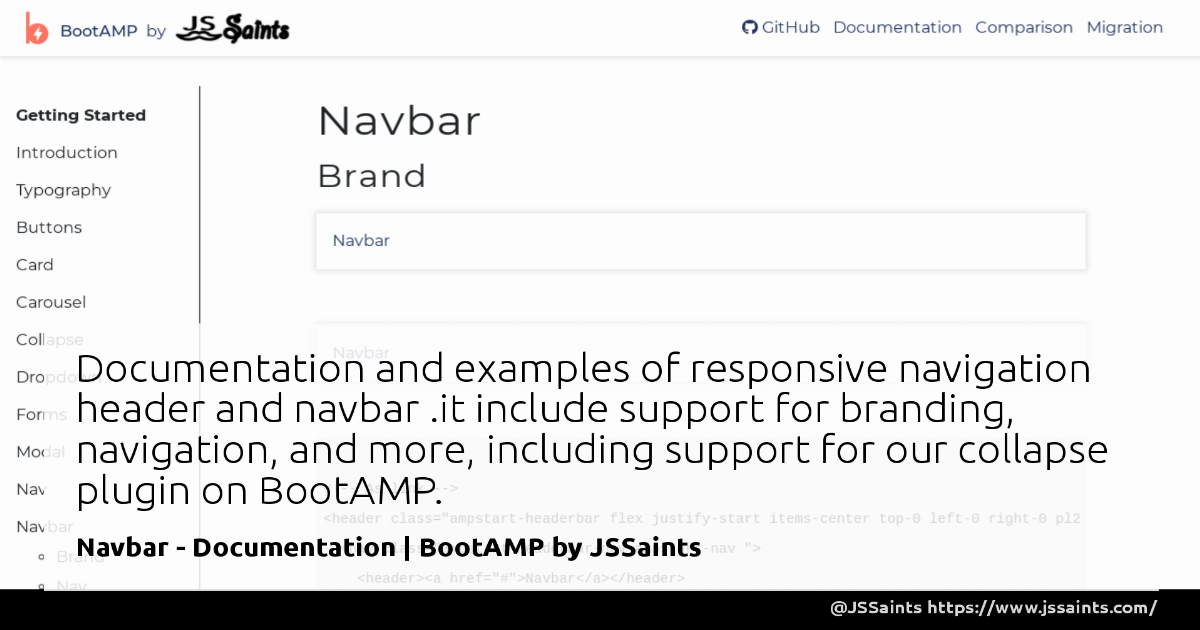 BootAMP by JS Saints
GitHub Documentation Comparison Migration
Getting Started
Introduction
Typography
Buttons
Card
Carousel
Collapse
Dropdown
Forms
Modal
Nav
Navbar
Brand
Nav
Navbar
Brand
Navbar
Navbar
Documentation and examples of responsive navigation
header and navbar .it include support for branding,
navigation, and more, including support for our collapse
plugin on BootAMP.
-->
<header class="ampstart-headerbar flex justify-start items-center top-0 left-0 right-0 pl2
Navbar - Documentation | BootAMP by JSSaints
<header><a href="#">Navbar</a></header>
@JSSaints https://www.jssaints.com/